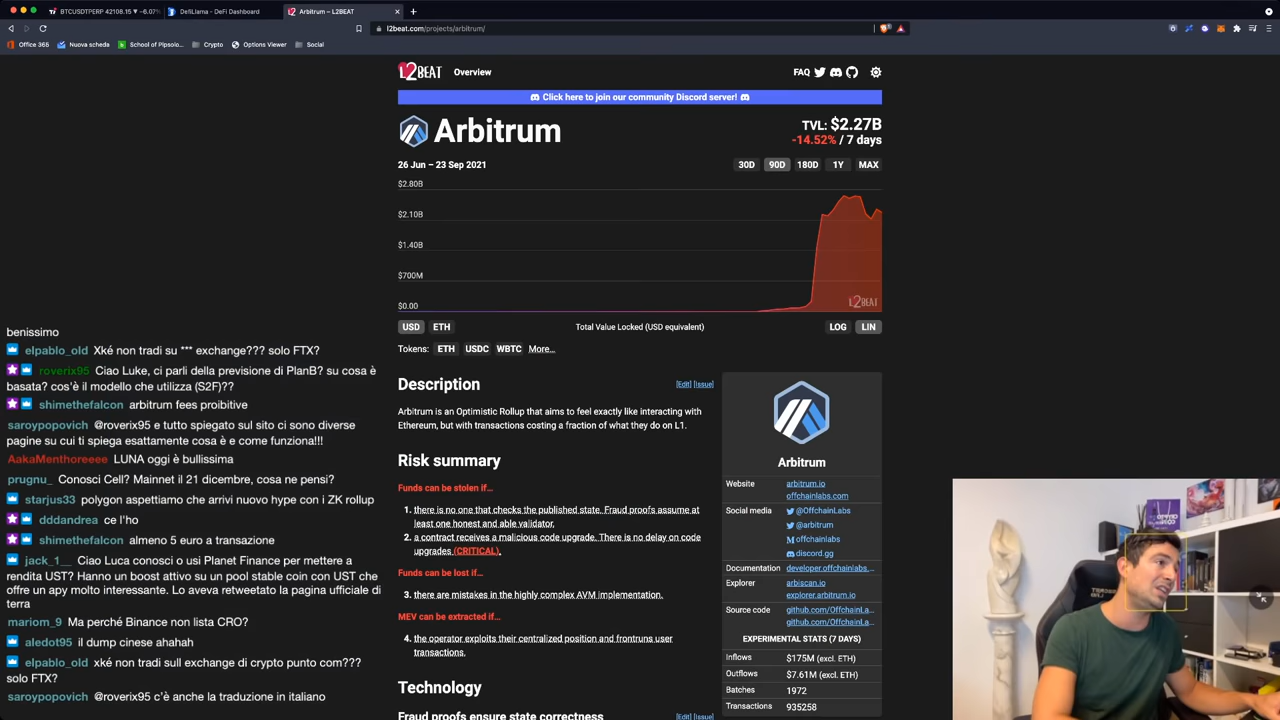 BTCUSDTPERP 42108.15 ▼ −6.07%
DefiLlama - DeFi Dashboard
Arbitrum – L2BEAT
l2beat.com/projects/arbitrum/
Office 365
Nuova scheda
School of Pipsolo...
Crypto
Options Viewer
Social
L2BEAT
Overview
FAQ
Click here to join our community Discord server!
Arbitrum
TVL: $2.27B
-14.52% / 7 days
26 Jun – 23 Sep 2021
30D 90D 180D 1Y MAX
$2.80B
$2.10B
$1.40B
$700M
$0.00
L2BEAT
USD ETH
Total Value Locked (USD equivalent)
LOG LIN
Tokens: ETH USDC WBTC More...
Description
[Edit] [Issue]
Arbitrum is an Optimistic Rollup that aims to feel exactly like interacting with
Ethereum, but with transactions costing a fraction of what they do on L1.
Risk summary
Funds can be stolen if...
1. there is no one that checks the published state. Fraud proofs assume at
least one honest and able validator.
2. a contract receives a malicious code upgrade. There is no delay on code
upgrades (CRITICAL).
Funds can be lost if...
3. there are mistakes in the highly complex AVM implementation.
MEV can be extracted if...
4. the operator exploits their centralized position and frontruns user
transactions.
Technology
Fraud proofs ensure state correctness
[Edit] [Issue]
Arbitrum
Website
arbitrum.io
offchainlabs.com
Social media
@OffchainLabs
@arbitrum
offchainlabs
discord.gg
Documentation
developer.offchainlabs....
Explorer
arbiscan.io
explorer.arbitrum.io
Source code
github.com/OffchainLa...
github.com/OffchainLa...
EXPERIMENTAL STATS (7 DAYS)
Inflows $175M (excl. ETH)
Outflows $7.61M (excl. ETH)
Batches 1972
Transactions 935258
benissimo
elpablo_old Xké non tradi su *** exchange??? solo FTX?
roverix95 Ciao Luke, ci parli della previsione di PlanB? su cosa è
basata? cos'è il modello che utilizza (S2F)??
shimethefalcon arbitrum fees proibitive
saroypopovich @roverix95 e tutto spiegato sul sito ci sono diverse
pagine su cui ti spiega esattamente cosa è e come funziona!!!
AakaMenthoreeee LUNA oggi è bullissima
prugnu_ Conosci Cell? Mainnet il 21 dicembre, cosa ne pensi?
starjus33 polygon aspettiamo che arrivi nuovo hype con i ZK rollup
dddandrea ce l'ho
shimethefalcon almeno 5 euro a transazione
jack_1__ Ciao Luca conosci o usi Planet Finance per mettere a
rendita UST? Hanno un boost attivo su un pool stable coin con UST che
offre un apy molto interessante. Lo aveva retweetato la pagina ufficiale di
terra
mariom_9 Ma perché Binance non lista CRO?
aledot95 il dump cinese ahahah
elpablo_old xké non tradi sull exchange di crypto punto com???
solo FTX?
saroypopovich @roverix95 c'è anche la traduzione in italiano